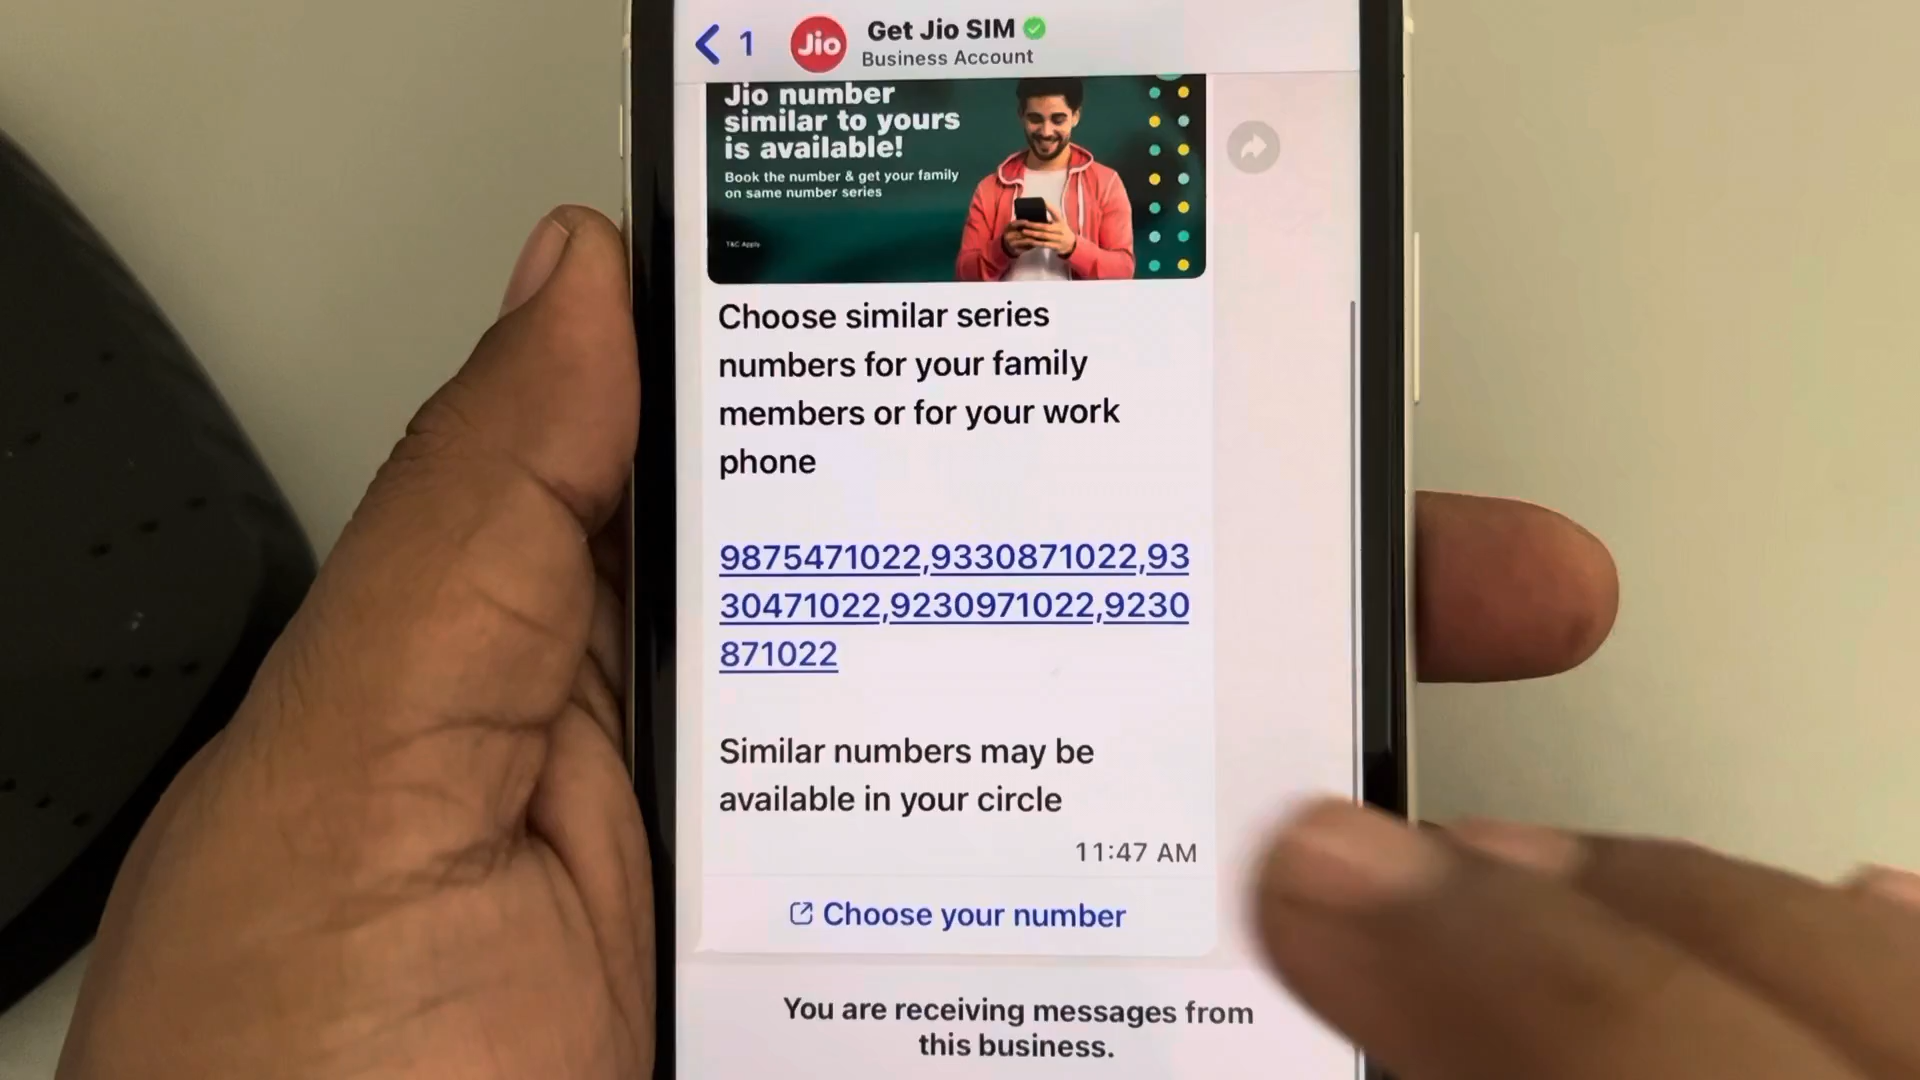 1
Jio
Get Jio SIM
Business Account
Jio number
similar to yours
is available!
Book the number & get your family
on same number series
T&C Apply
Choose similar series
numbers for your family
members or for your work
phone
9875471022,9330871022,93
30471022,9230971022,9230
871022
Similar numbers may be
available in your circle
11:47 AM
Choose your number
You are receiving messages from
this business.